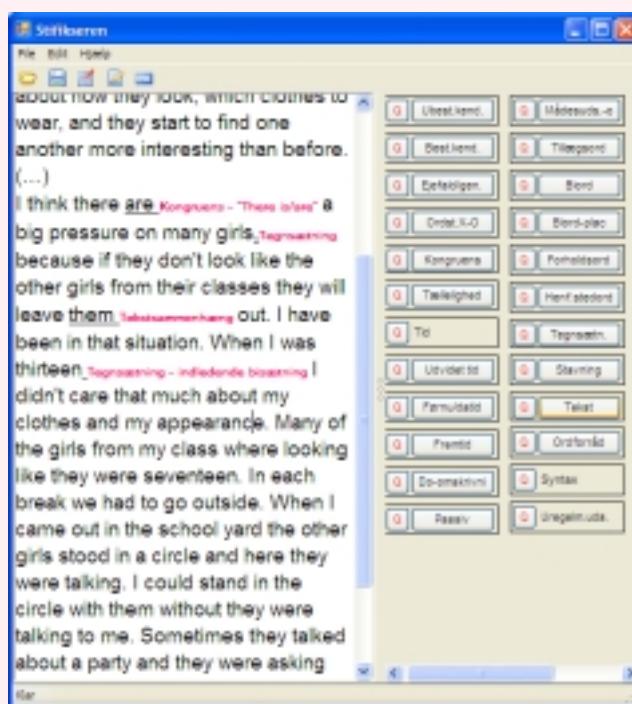 Stifikseren
File Edit Hjælp
about how they look, which clothes to
wear, and they start to find one
another more interesting than before.
(...)
I think there are Kongruens - "There is/are" a
big pressure on many girls, Tegnsætning
because if they don't look like the
other girls from their classes they will
leave them Tekstsammenhæng out. I have
been in that situation. When I was
thirteen Tegnsætning - indledende bisætning I
didn't care that much about my
clothes and my appearance. Many of
the girls from my class where looking
like they were seventeen. In each
break we had to go outside. When I
came out in the school yard the other
girls stood in a circle and here they
were talking. I could stand in the
circle with them without they were
talking to me. Sometimes they talked
about a party and they were asking
G Ubest.kend.
G Best.kend.
G Ejefaldgen.
G Ordst.X-O
G Kongruens
G Tællelighed
G Tid
G Udvidet tid
G Førnutidatid
G Fremtid
G Do-omskrivni
G Passiv
G Mådesuds.-e
G Tillægsord
G Biord
G Biord-plac
G Forholdsord
G Henf.stedord
G Tegnsætn.
G Stavning
G Tekst
G Ordforråd
G Syntax
G Uregelm.uds.
Klar